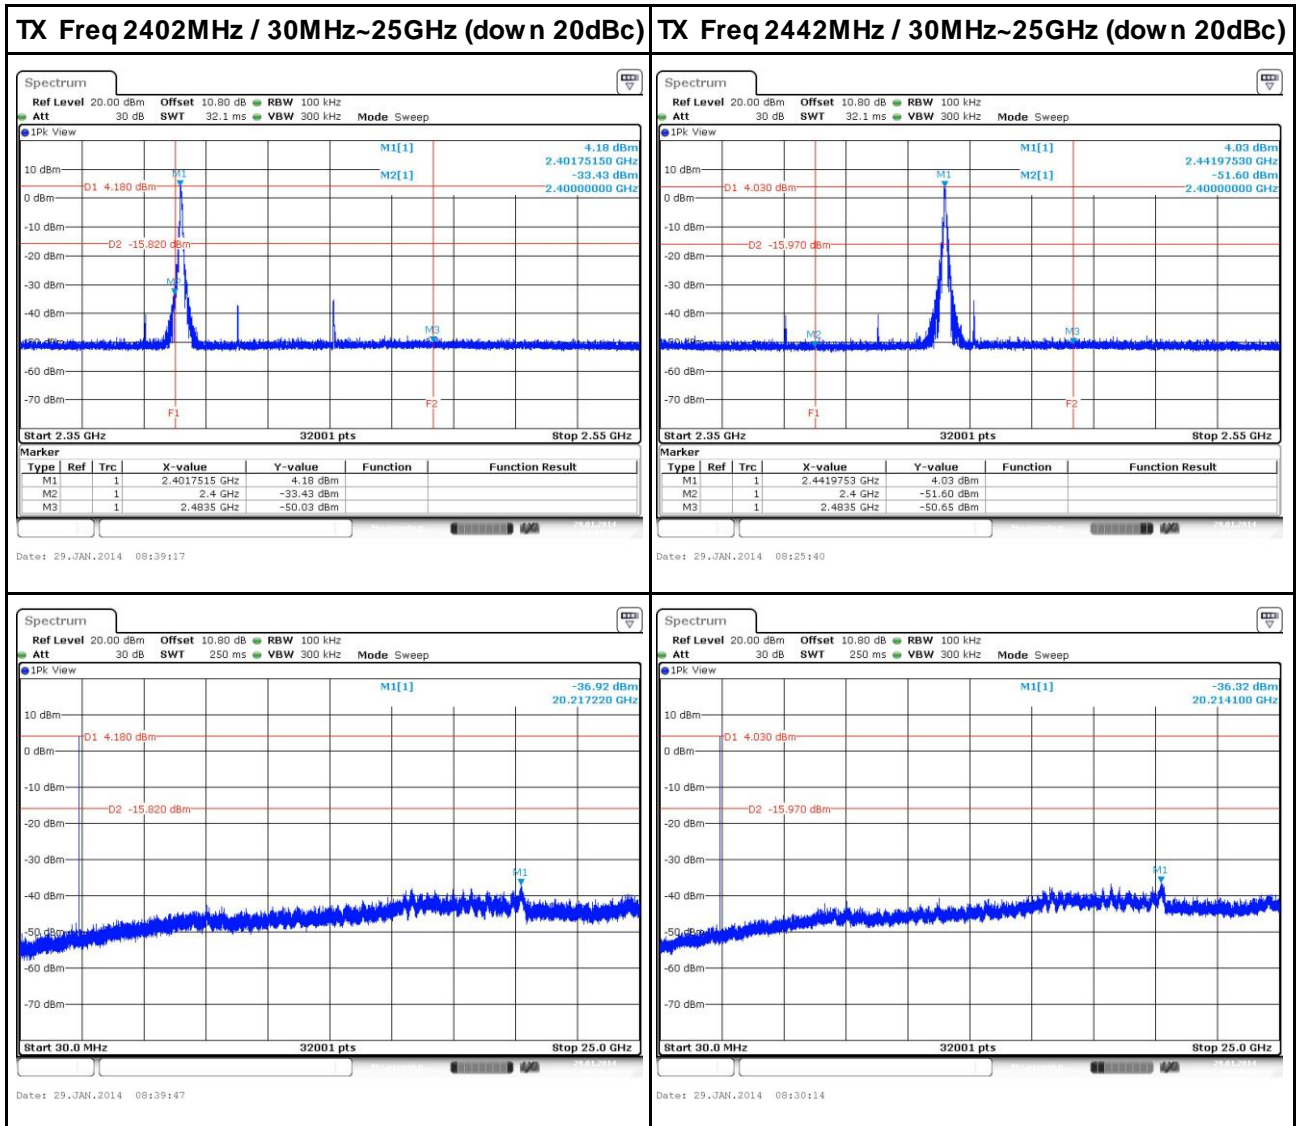 TX Freq 2402MHz / 30MHz~25GHz (down 20dBc)
TX Freq 2442MHz / 30MHz~25GHz (down 20dBc)
Spectrum
Ref Level 20.00 dBm Offset 10.80 dB RBW 100 kHz
Att 30 dB SWT 32.1 ms VBW 300 kHz Mode Sweep
1Pk View
M1[1] 4.18 dBm
2.40175150 GHz
M2[1] -33.43 dBm
2.40000000 GHz
10 dBm
M1
D1 4.180 dBm
0 dBm
-10 dBm
D2 -15.820 dBm
-20 dBm
-30 dBm
M2
-40 dBm
M3
-50 dBm
-60 dBm
-70 dBm
F1
F2
Start 2.35 GHz 32001 pts Stop 2.55 GHz
Marker
Type Ref Trc X-value Y-value Function Function Result
M1 1 2.4017515 GHz 4.18 dBm
M2 1 2.4 GHz -33.43 dBm
M3 1 2.4835 GHz -50.03 dBm
Date: 29.JAN.2014 08:39:17
Spectrum
Ref Level 20.00 dBm Offset 10.80 dB RBW 100 kHz
Att 30 dB SWT 32.1 ms VBW 300 kHz Mode Sweep
1Pk View
M1[1] 4.03 dBm
2.44197530 GHz
M2[1] -51.60 dBm
2.40000000 GHz
10 dBm
M1
D1 4.030 dBm
0 dBm
-10 dBm
D2 -15.970 dBm
-20 dBm
-30 dBm
-40 dBm
M2
M3
-50 dBm
-60 dBm
-70 dBm
F1
F2
Start 2.35 GHz 32001 pts Stop 2.55 GHz
Marker
Type Ref Trc X-value Y-value Function Function Result
M1 1 2.4419753 GHz 4.03 dBm
M2 1 2.4 GHz -51.60 dBm
M3 1 2.4835 GHz -50.65 dBm
Date: 29.JAN.2014 08:25:40
Spectrum
Ref Level 20.00 dBm Offset 10.80 dB RBW 100 kHz
Att 30 dB SWT 250 ms VBW 300 kHz Mode Sweep
1Pk View
M1[1] -36.92 dBm
20.217220 GHz
10 dBm
D1 4.180 dBm
0 dBm
-10 dBm
D2 -15.820 dBm
-20 dBm
-30 dBm
M1
-40 dBm
-50 dBm
-60 dBm
-70 dBm
Start 30.0 MHz 32001 pts Stop 25.0 GHz
Date: 29.JAN.2014 08:39:47
Spectrum
Ref Level 20.00 dBm Offset 10.80 dB RBW 100 kHz
Att 30 dB SWT 250 ms VBW 300 kHz Mode Sweep
1Pk View
M1[1] -36.32 dBm
20.214100 GHz
10 dBm
D1 4.030 dBm
0 dBm
-10 dBm
D2 -15.970 dBm
-20 dBm
-30 dBm
M1
-40 dBm
-50 dBm
-60 dBm
-70 dBm
Start 30.0 MHz 32001 pts Stop 25.0 GHz
Date: 29.JAN.2014 08:30:14